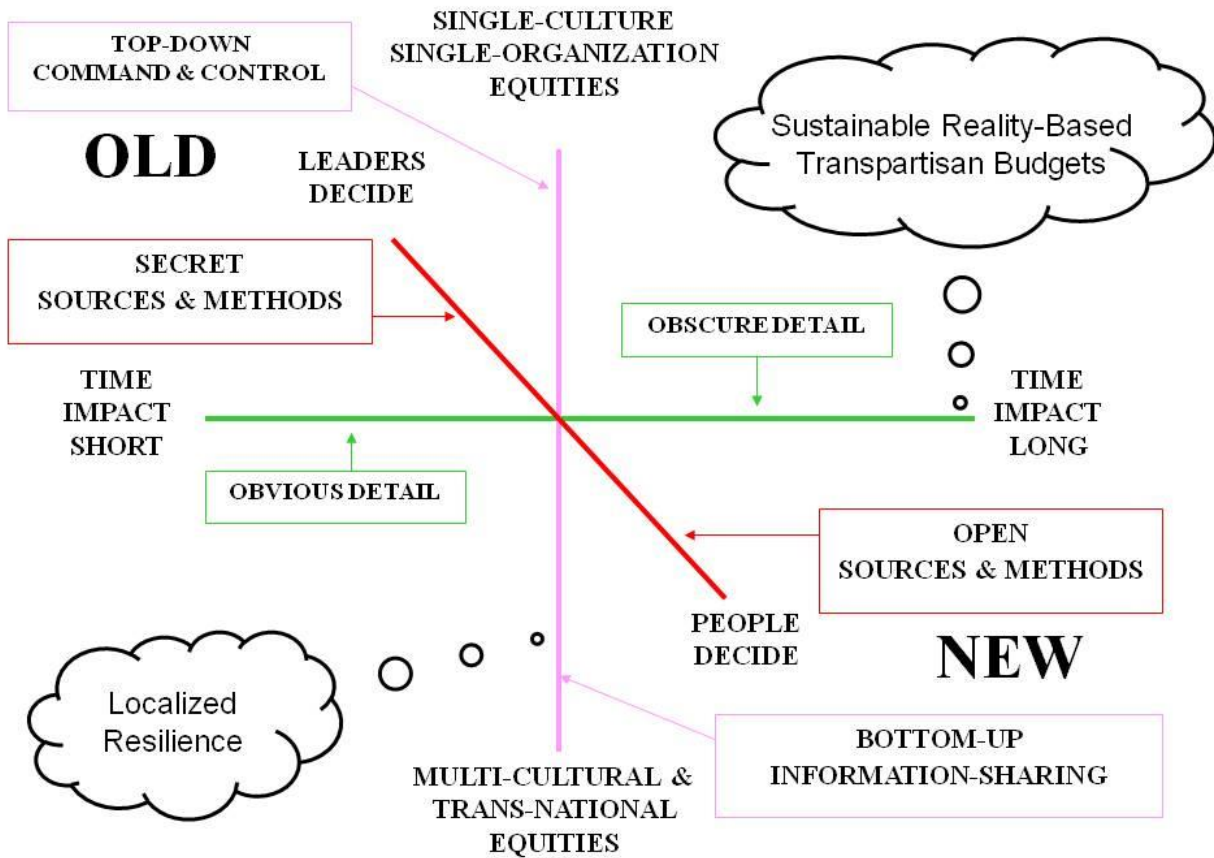 TOP-DOWN
COMMAND & CONTROL
SINGLE-CULTURE
SINGLE-ORGANIZATION
EQUITIES
Sustainable Reality-Based
Transpartisan Budgets
OLD
LEADERS
DECIDE
SECRET
SOURCES & METHODS
OBSCURE DETAIL
TIME
IMPACT
SHORT
TIME
IMPACT
LONG
OBVIOUS DETAIL
OPEN
SOURCES & METHODS
PEOPLE
DECIDE
NEW
Localized
Resilience
BOTTOM-UP
INFORMATION-SHARING
MULTI-CULTURAL &
TRANS-NATIONAL
EQUITIES